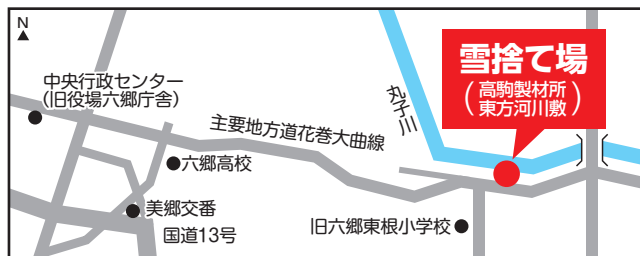 N
中央行政センター
(旧役場六郷庁舎)
主要地方道花巻大曲線
丸子川
雪捨て場
(高駒製材所
東方河川敷)
六郷高校
美郷交番
国道13号
旧六郷東根小学校